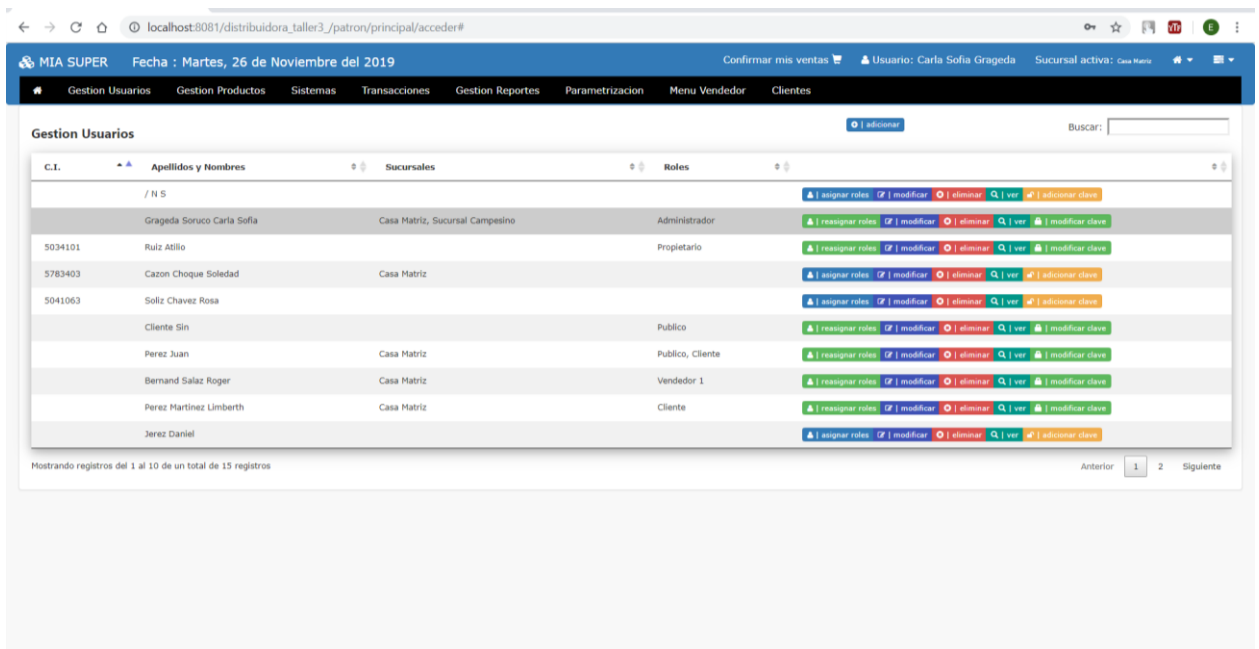 localhost:8081/distribuidora_taller3_/patron/principal/acceder#
MIA SUPER Fecha : Martes, 26 de Noviembre del 2019 Confirmar mis ventas Usuario: Carla Sofia Grageda Sucursal activa: Casa Matriz
Gestion Usuarios Gestion Productos Sistemas Transacciones Gestion Reportes Parametrizacion Menu Vendedor Clientes
Gestion Usuarios | adicionar Buscar:
C.I. Apellidos y Nombres Sucursales Roles
/ N S | asignar roles | modificar | eliminar | ver | adicionar clave
Grageda Soruco Carla Sofia Casa Matriz, Sucursal Campesino Administrador | reasignar roles | modificar | eliminar | ver | modificar clave
5034101 Ruiz Atilio Propietario | reasignar roles | modificar | eliminar | ver | modificar clave
5783403 Cazon Choque Soledad Casa Matriz | asignar roles | modificar | eliminar | ver | adicionar clave
5041063 Soliz Chavez Rosa | asignar roles | modificar | eliminar | ver | adicionar clave
Cliente Sin Publico | reasignar roles | modificar | eliminar | ver | modificar clave
Perez Juan Casa Matriz Publico, Cliente | reasignar roles | modificar | eliminar | ver | modificar clave
Bernand Salaz Roger Casa Matriz Vendedor 1 | reasignar roles | modificar | eliminar | ver | modificar clave
Perez Martinez Limberth Casa Matriz Cliente | reasignar roles | modificar | eliminar | ver | modificar clave
Jerez Daniel | asignar roles | modificar | eliminar | ver | adicionar clave
Mostrando registros del 1 al 10 de un total de 15 registros Anterior 1 2 Siguiente